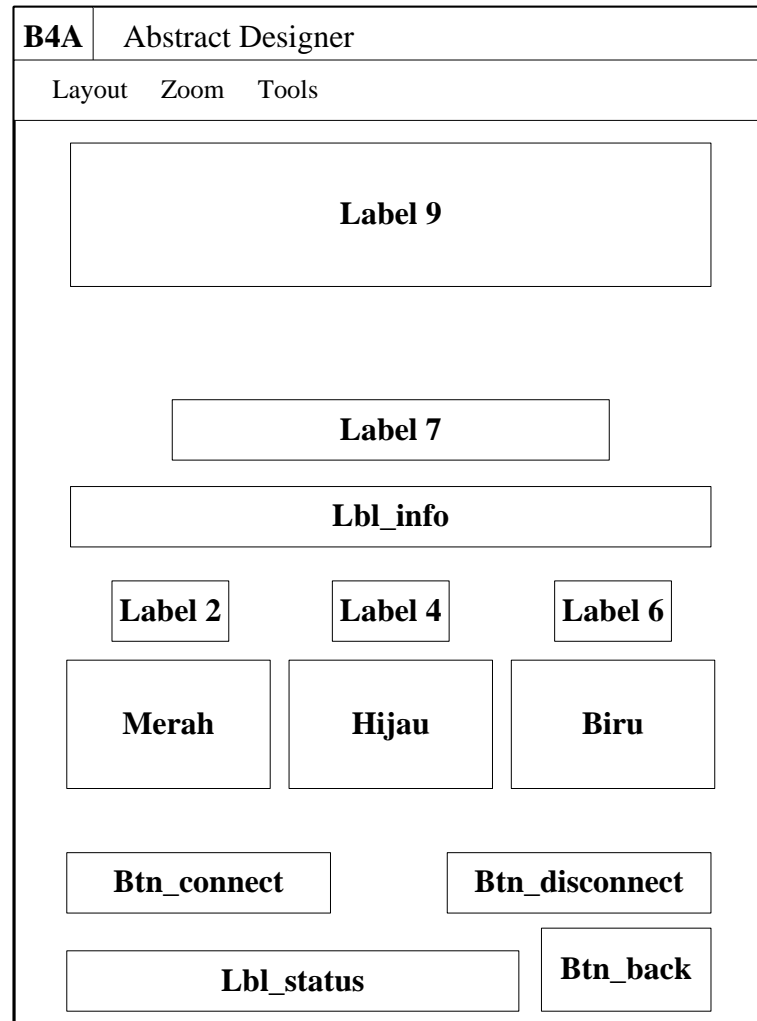 B4A Abstract Designer
Layout Zoom Tools
Label 9
Label 7
Lbl_info
Label 2 Label 4 Label 6
Merah Hijau Biru
Btn_connect Btn_disconnect
Lbl_status Btn_back